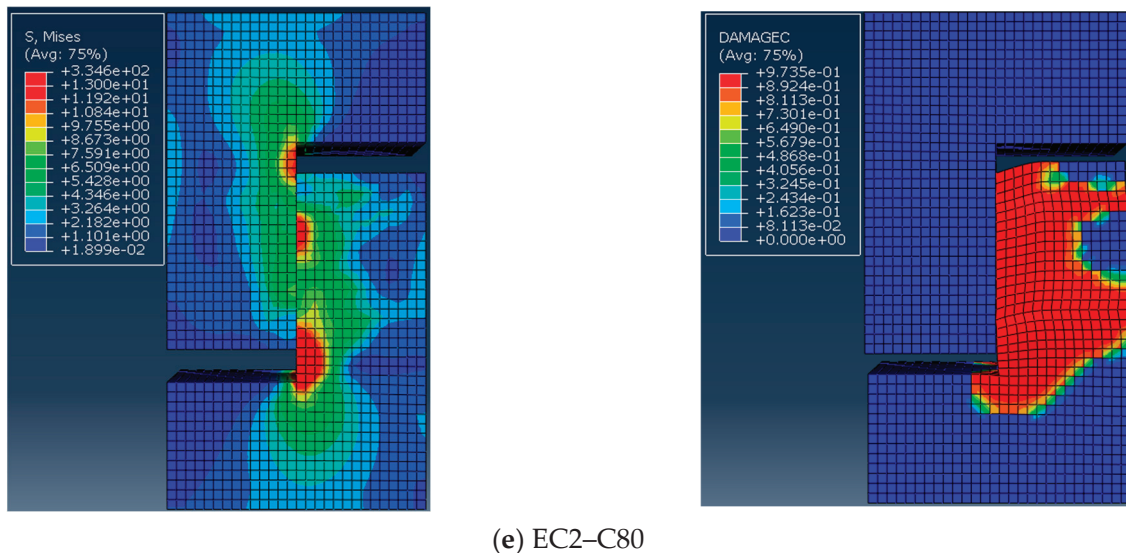 S, Mises
(Avg: 75%)
+3.346e+02
+1.300e+01
+1.192e+01
+1.084e+01
+9.755e+00
+8.673e+00
+7.591e+00
+6.509e+00
+5.428e+00
+4.346e+00
+3.264e+00
+2.182e+00
+1.101e+00
+1.899e-02
DAMAGEC
(Avg: 75%)
+9.735e-01
+8.924e-01
+8.113e-01
+7.301e-01
+6.490e-01
+5.679e-01
+4.868e-01
+4.056e-01
+3.245e-01
+2.434e-01
+1.623e-01
+8.113e-02
+0.000e+00
(e) EC2–C80